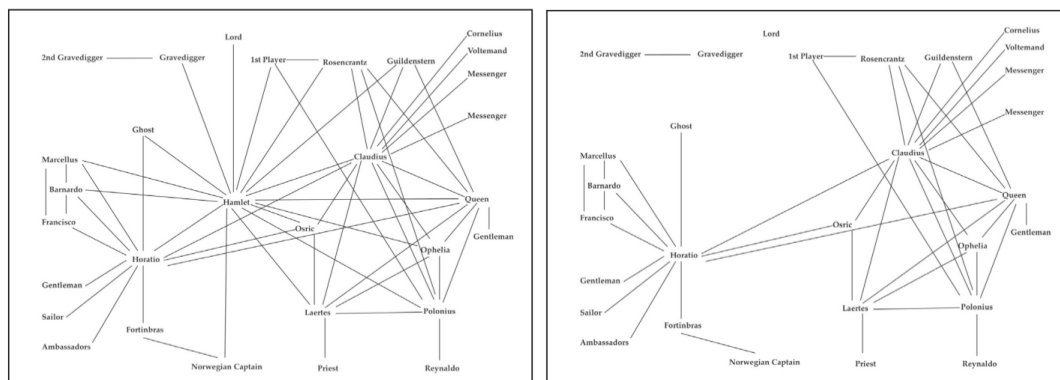 Lord
Cornelius
Voltemand
2nd Gravedigger
Gravedigger
1st Player
Rosencrantz
Guildenstern
Messenger
Messenger
Ghost
Marcellus
Claudius
Barnardo
Hamlet
Queen
Francisco
Osric
Gentleman
Ophelia
Horatio
Gentleman
Laertes
Polonius
Sailor
Fortinbras
Ambassadors
Norwegian Captain
Priest
Reynaldo
Lord
Cornelius
Voltemand
2nd Gravedigger
Gravedigger
1st Player
Rosencrantz
Guildenstern
Messenger
Messenger
Ghost
Claudius
Marcellus
Barnardo
Queen
Francisco
Osric
Gentleman
Ophelia
Horatio
Gentleman
Laertes
Polonius
Sailor
Fortinbras
Ambassadors
Norwegian Captain
Priest
Reynaldo